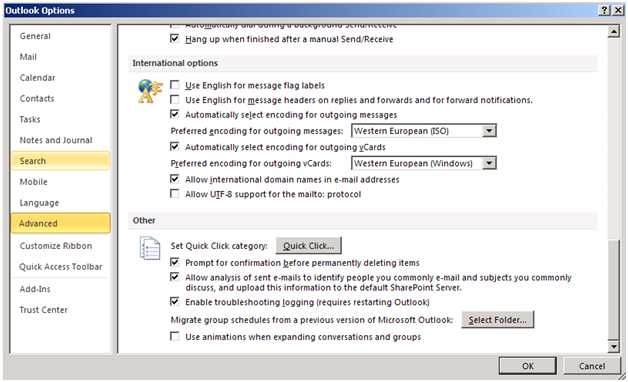 Outlook Options
General
Mail
Calendar
Contacts
Tasks
Notes and Journal
Search
Mobile
Language
Advanced
Customize Ribbon
Quick Access Toolbar
Add-Ins
Trust Center
Automatically dial during a background Send/Receive
Hang up when finished after a manual Send/Receive
International options
Use English for message flag labels
Use English for message headers on replies and forwards and for forward notifications.
Automatically select encoding for outgoing messages
Preferred encoding for outgoing messages: Western European (ISO)
Automatically select encoding for outgoing vCards
Preferred encoding for outgoing vCards: Western European (Windows)
Allow international domain names in e-mail addresses
Allow UTF-8 support for the mailto: protocol
Other
Set Quick Click category: Quick Click...
Prompt for confirmation before permanently deleting items
Allow analysis of sent e-mails to identify people you commonly e-mail and subjects you commonly
discuss, and upload this information to the default SharePoint Server.
Enable troubleshooting logging (requires restarting Outlook)
Migrate group schedules from a previous version of Microsoft Outlook: Select Folder...
Use animations when expanding conversations and groups
OK Cancel